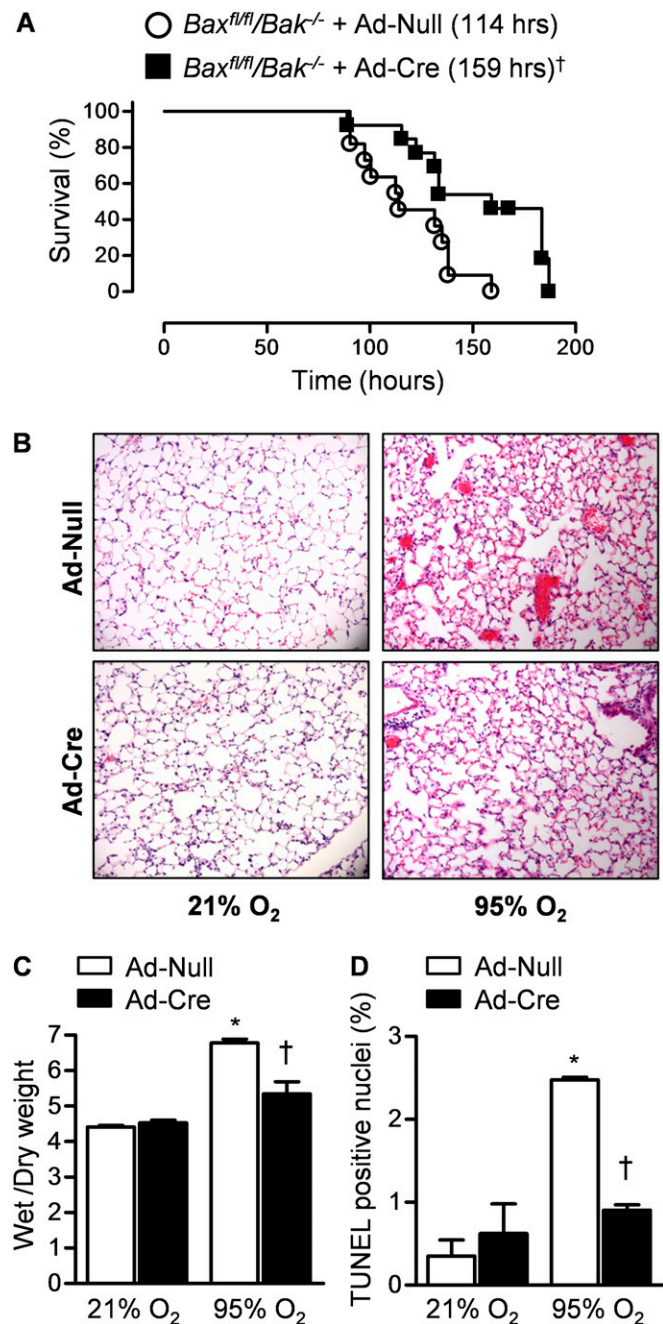 A
Bax^fl/fl/Bak^-/- + Ad-Null (114 hrs)
Bax^fl/fl/Bak^-/- + Ad-Cre (159 hrs)†
Survival (%)
100
80
60
40
20
0
0 50 100 150 200
Time (hours)
B
Ad-Null
Ad-Cre
21% O₂ 95% O₂
C
Ad-Null
Ad-Cre
Wet /Dry weight
7
6
5
4
3
2
1
0
*
†
21% O₂ 95% O₂
D
Ad-Null
Ad-Cre
TUNEL positive nuclei (%)
3
2
1
0
*
†
21% O₂ 95% O₂